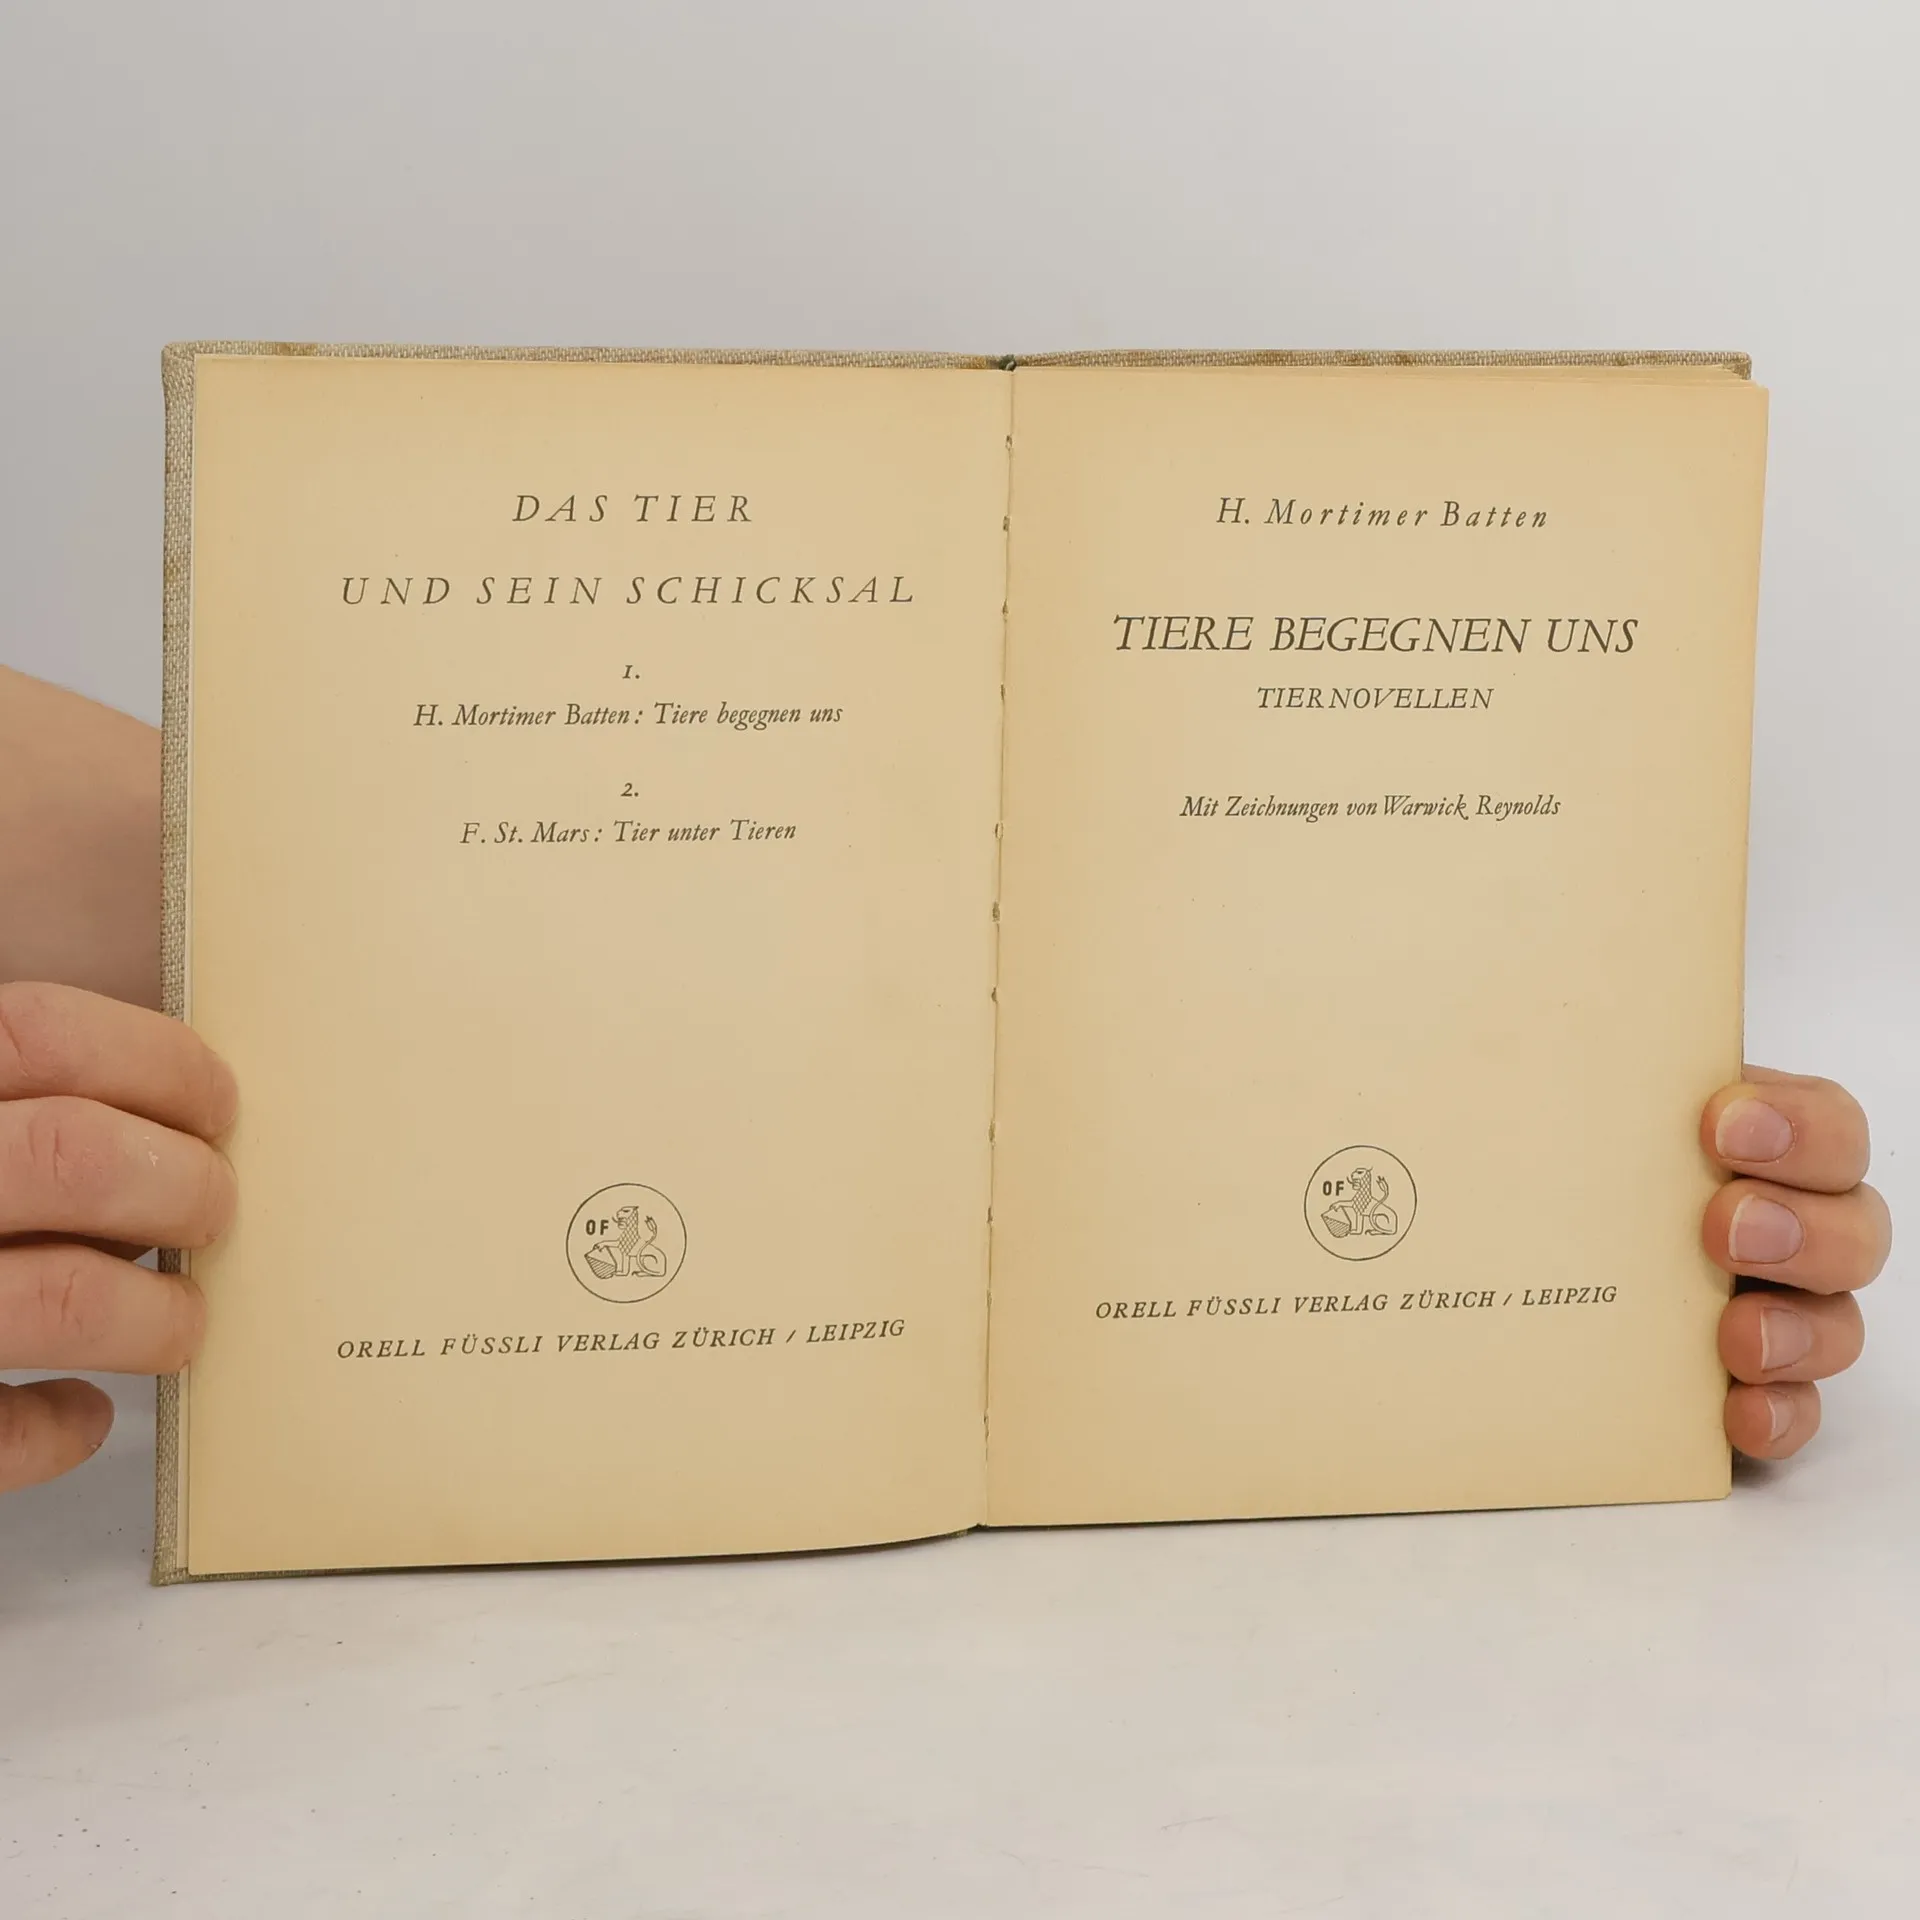 DAS TIER
UND SEIN SCHICKSAL
1.
H. Mortimer Batten: Tiere begegnen uns
2.
F. St. Mars: Tier unter Tieren
OF
ORELL FÜSSLI VERLAG ZÜRICH / LEIPZIG
H. Mortimer Batten
TIERE BEGEGNEN UNS
TIERNOVELLEN
Mit Zeichnungen von Warwick Reynolds
OF
ORELL FÜSSLI VERLAG ZÜRICH / LEIPZIG